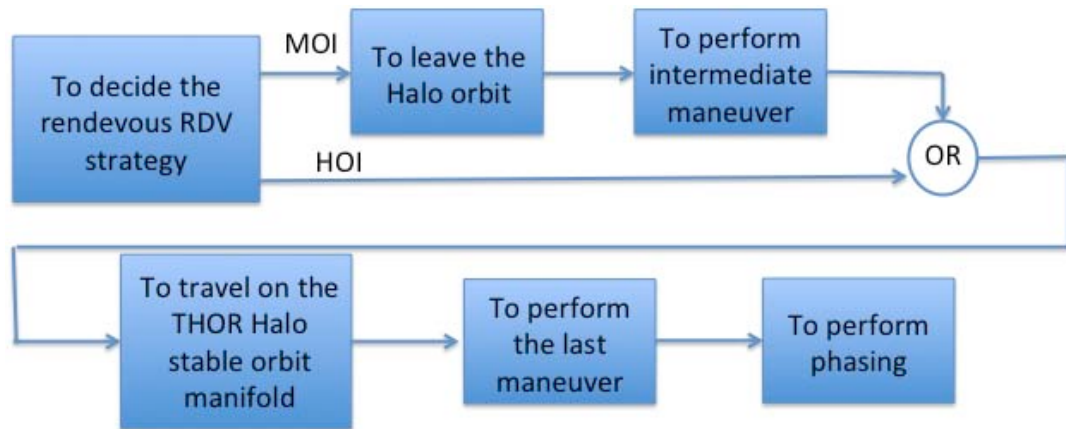 To decide the
rendevous RDV
strategy
MOI
To leave the
Halo orbit
To perform
intermediate
maneuver
HOI
OR
To travel on the
THOR Halo
stable orbit
manifold
To perform
the last
maneuver
To perform
phasing